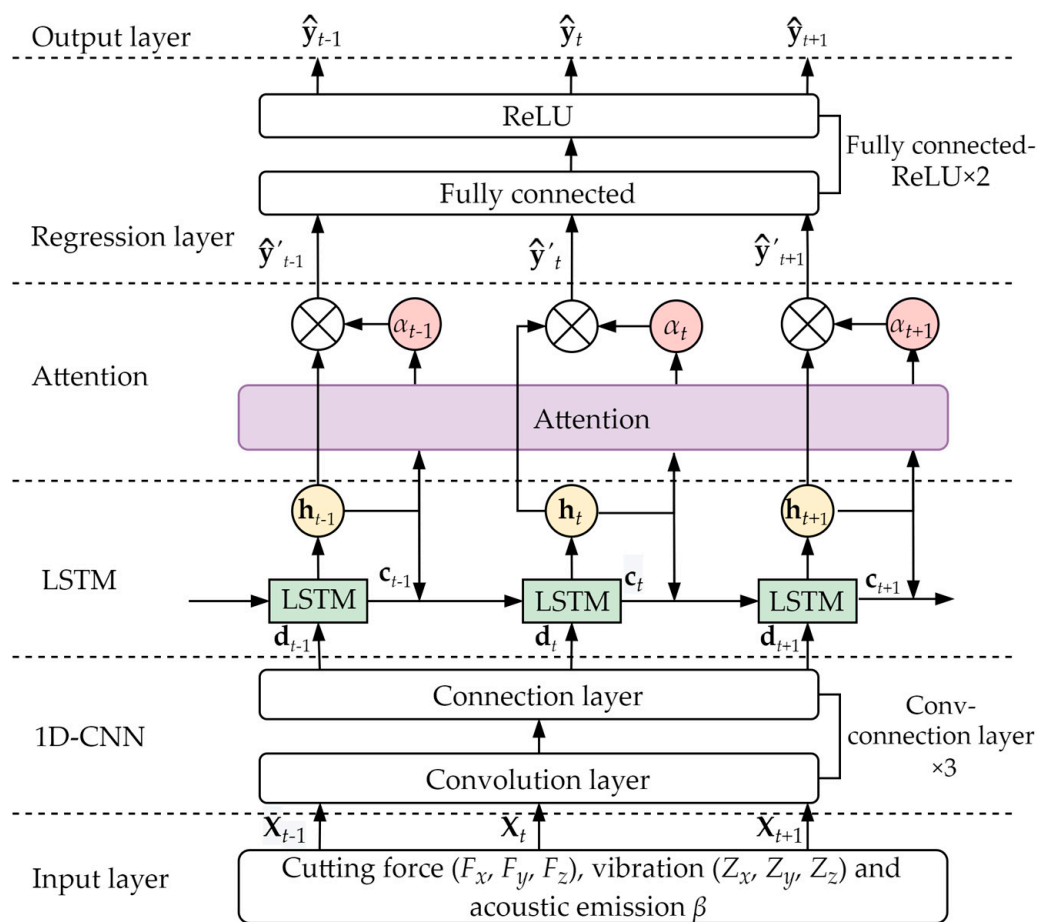 Output layer
ŷt-1
ŷt
ŷt+1
ReLU
Fully connected-
ReLU×2
Fully connected
Regression layer
ŷ′t-1
ŷ′t
ŷ′t+1
αt-1
αt
αt+1
Attention
Attention
ht-1
ht
ht+1
LSTM
ct-1
ct
ct+1
LSTM
LSTM
LSTM
dt-1
dt
dt+1
Connection layer
1D-CNN
Conv-
connection layer
×3
Convolution layer
Xt-1
Xt
Xt+1
Input layer
Cutting force (Fx, Fy, Fz), vibration (Zx, Zy, Zz) and
acoustic emission β